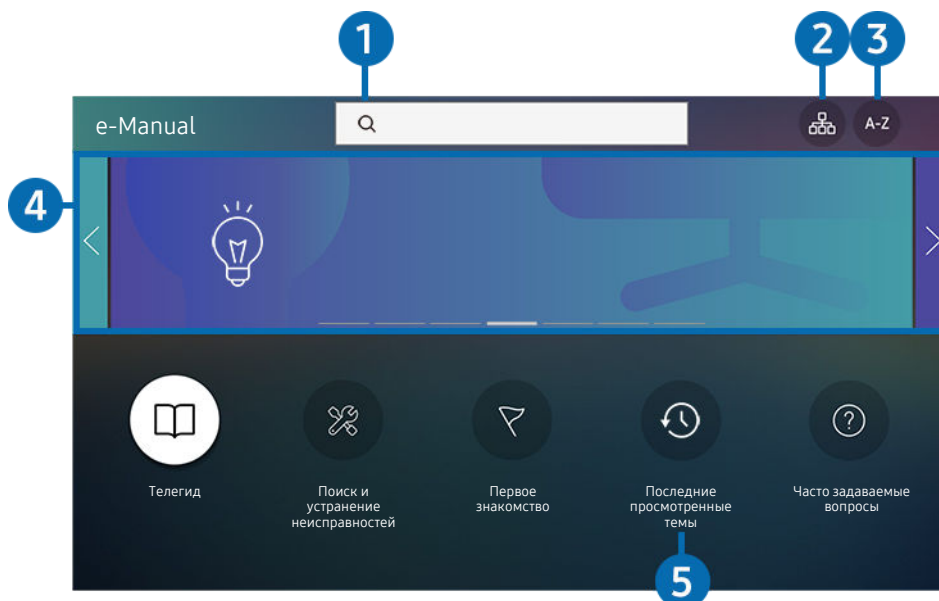 1
2 3
e-Manual
A-Z
4
Телегид
Поиск и
устранение
неисправностей
Первое
знакомство
Последние
просмотренные
темы
Часто задаваемые
вопросы
?
5